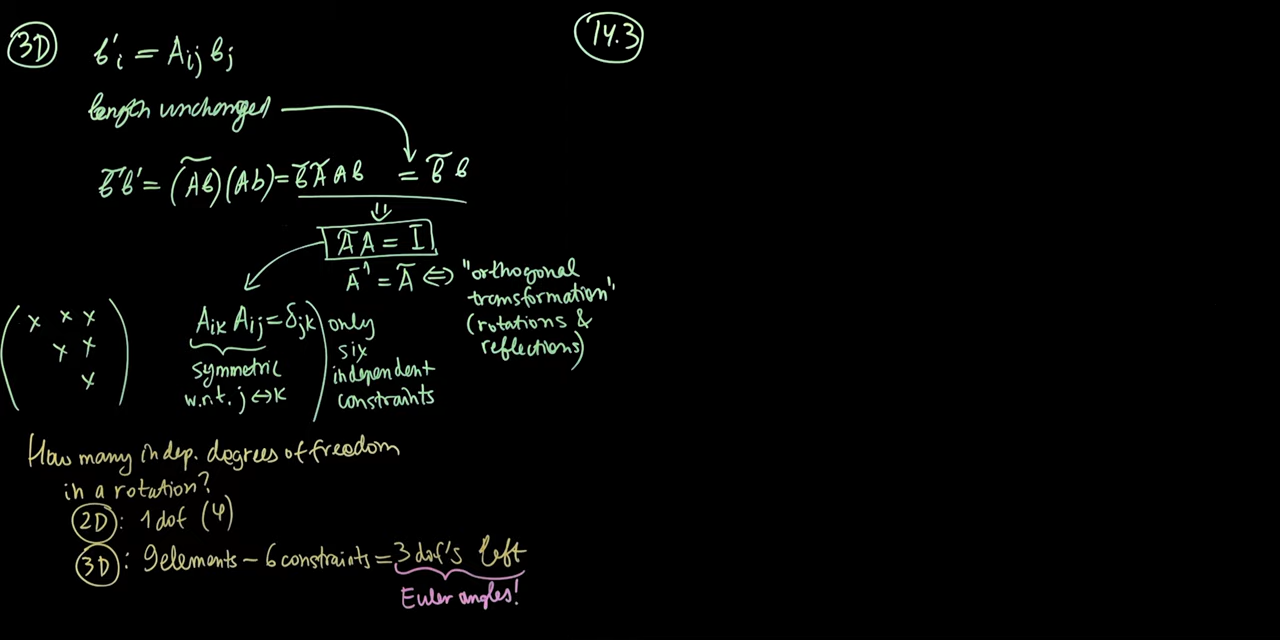 3D b'ᵢ = Aᵢⱼ bⱼ
length unchanged
b̃'b' = (Ãb)(Ab) = b̃ÃAb = b̃b
⇓
ÃA = I
A⁻¹ = Ã ⇔ "orthogonal
transformation"
(rotations &
reflections)
x x x
x x
x
Aᵢₖ Aᵢⱼ = δⱼₖ
symmetric
w.r.t. j ↔ k
only
six
independent
constraints
How many indep. degrees of freedom
in a rotation?
2D : 1 dof (φ)
3D : 9 elements − 6 constraints = 3 dof's left
Euler angles!
14.3